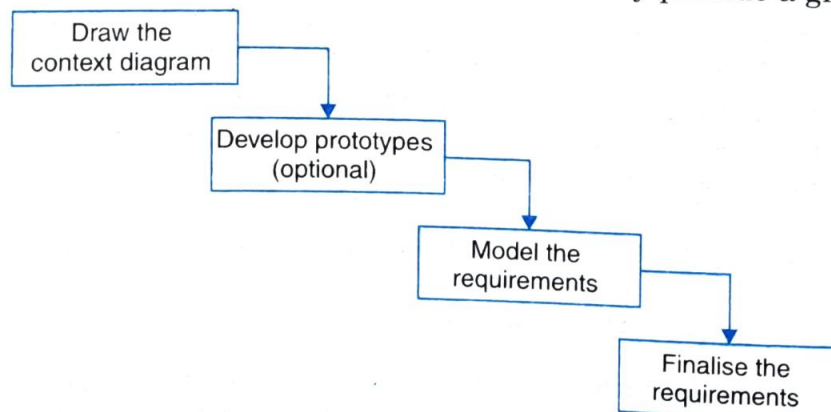 Draw the
context diagram
Develop prototypes
(optional)
Model the
requirements
Finalise the
requirements